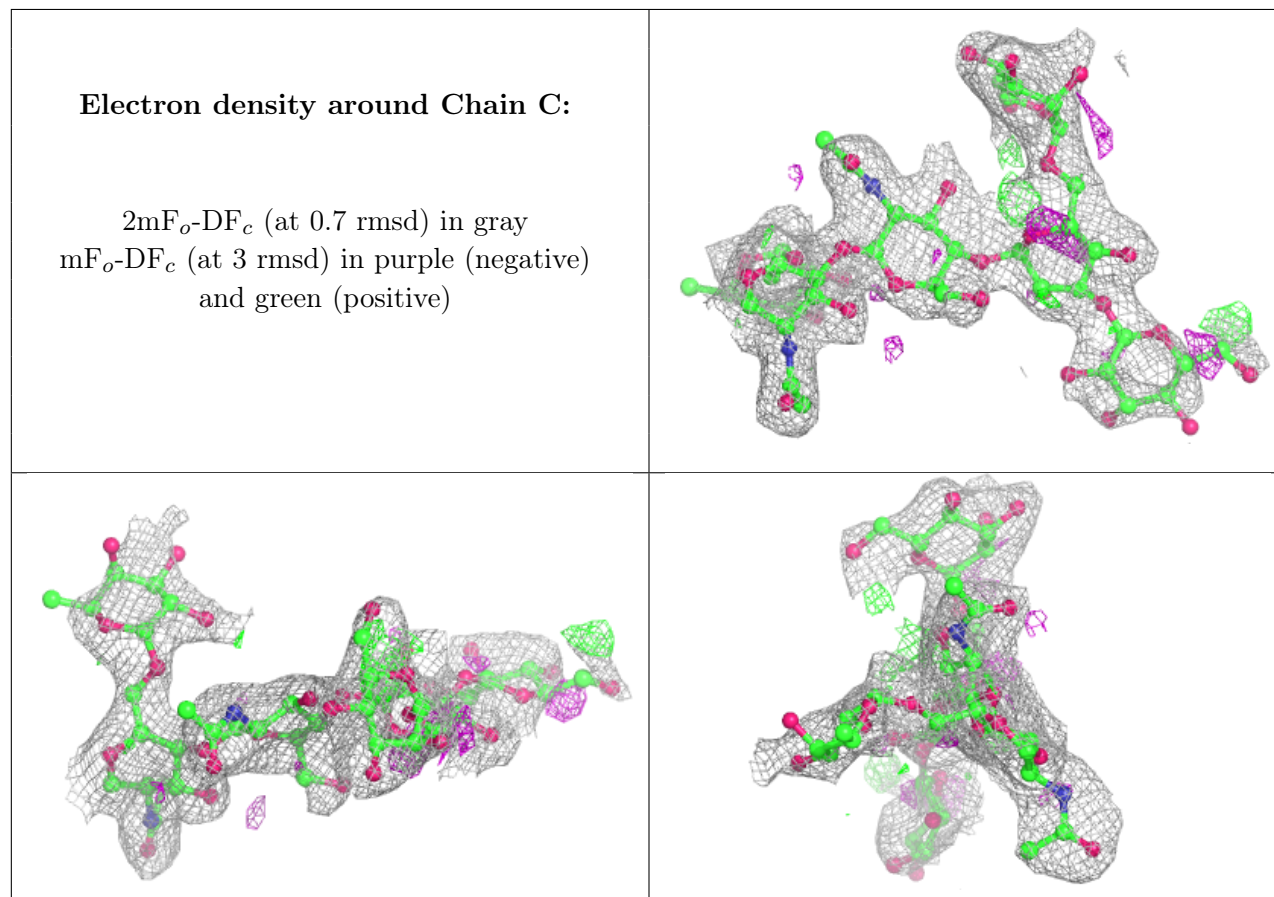 Electron density around Chain C:
2mFₒ-DF𝒸 (at 0.7 rmsd) in gray
mFₒ-DF𝒸 (at 3 rmsd) in purple (negative)
and green (positive)